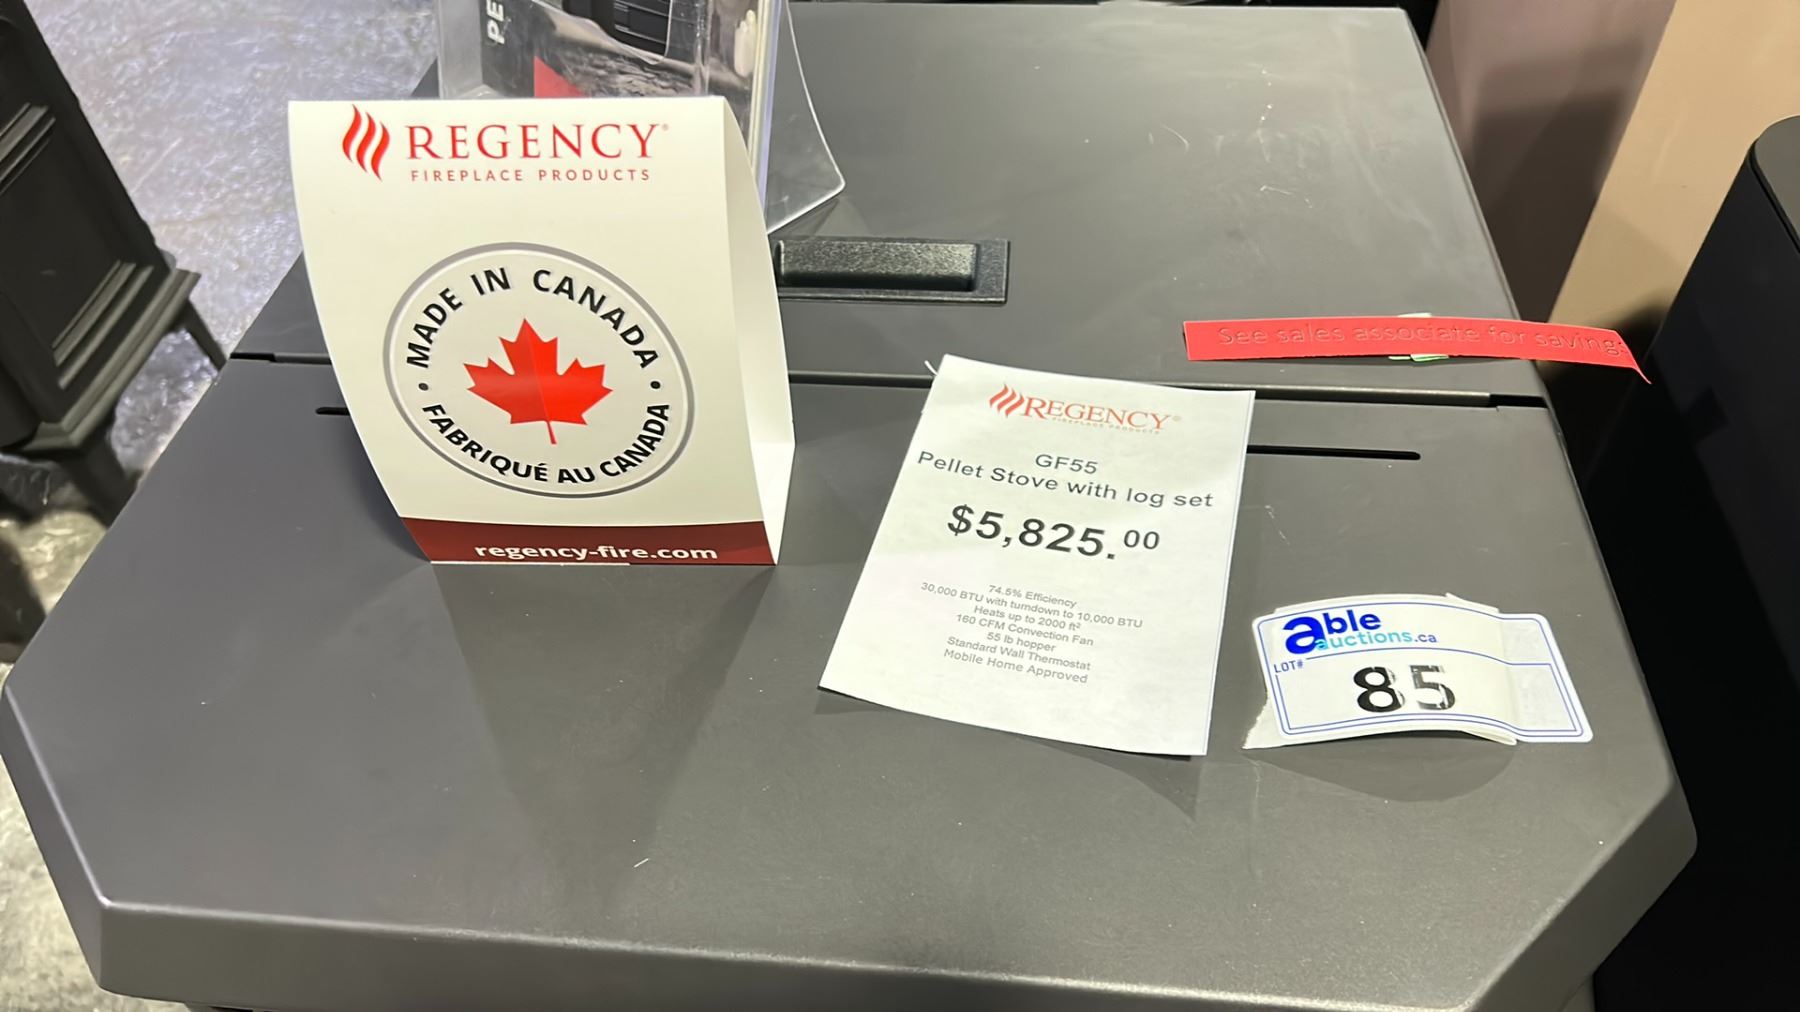 PE
REGENCY®
FIREPLACE PRODUCTS
• MADE IN CANADA •
FABRIQUÉ AU CANADA
regency-fire.com
See sales associate for savings
REGENCY®
FIREPLACE PRODUCTS
GF55
Pellet Stove with log set
$5,825.00
74.5% Efficiency
30,000 BTU with turndown to 10,000 BTU
Heats up to 2000 ft²
160 CFM Convection Fan
55 lb hopper
Standard Wall Thermostat
Mobile Home Approved
able
auctions.ca
LOT#
85